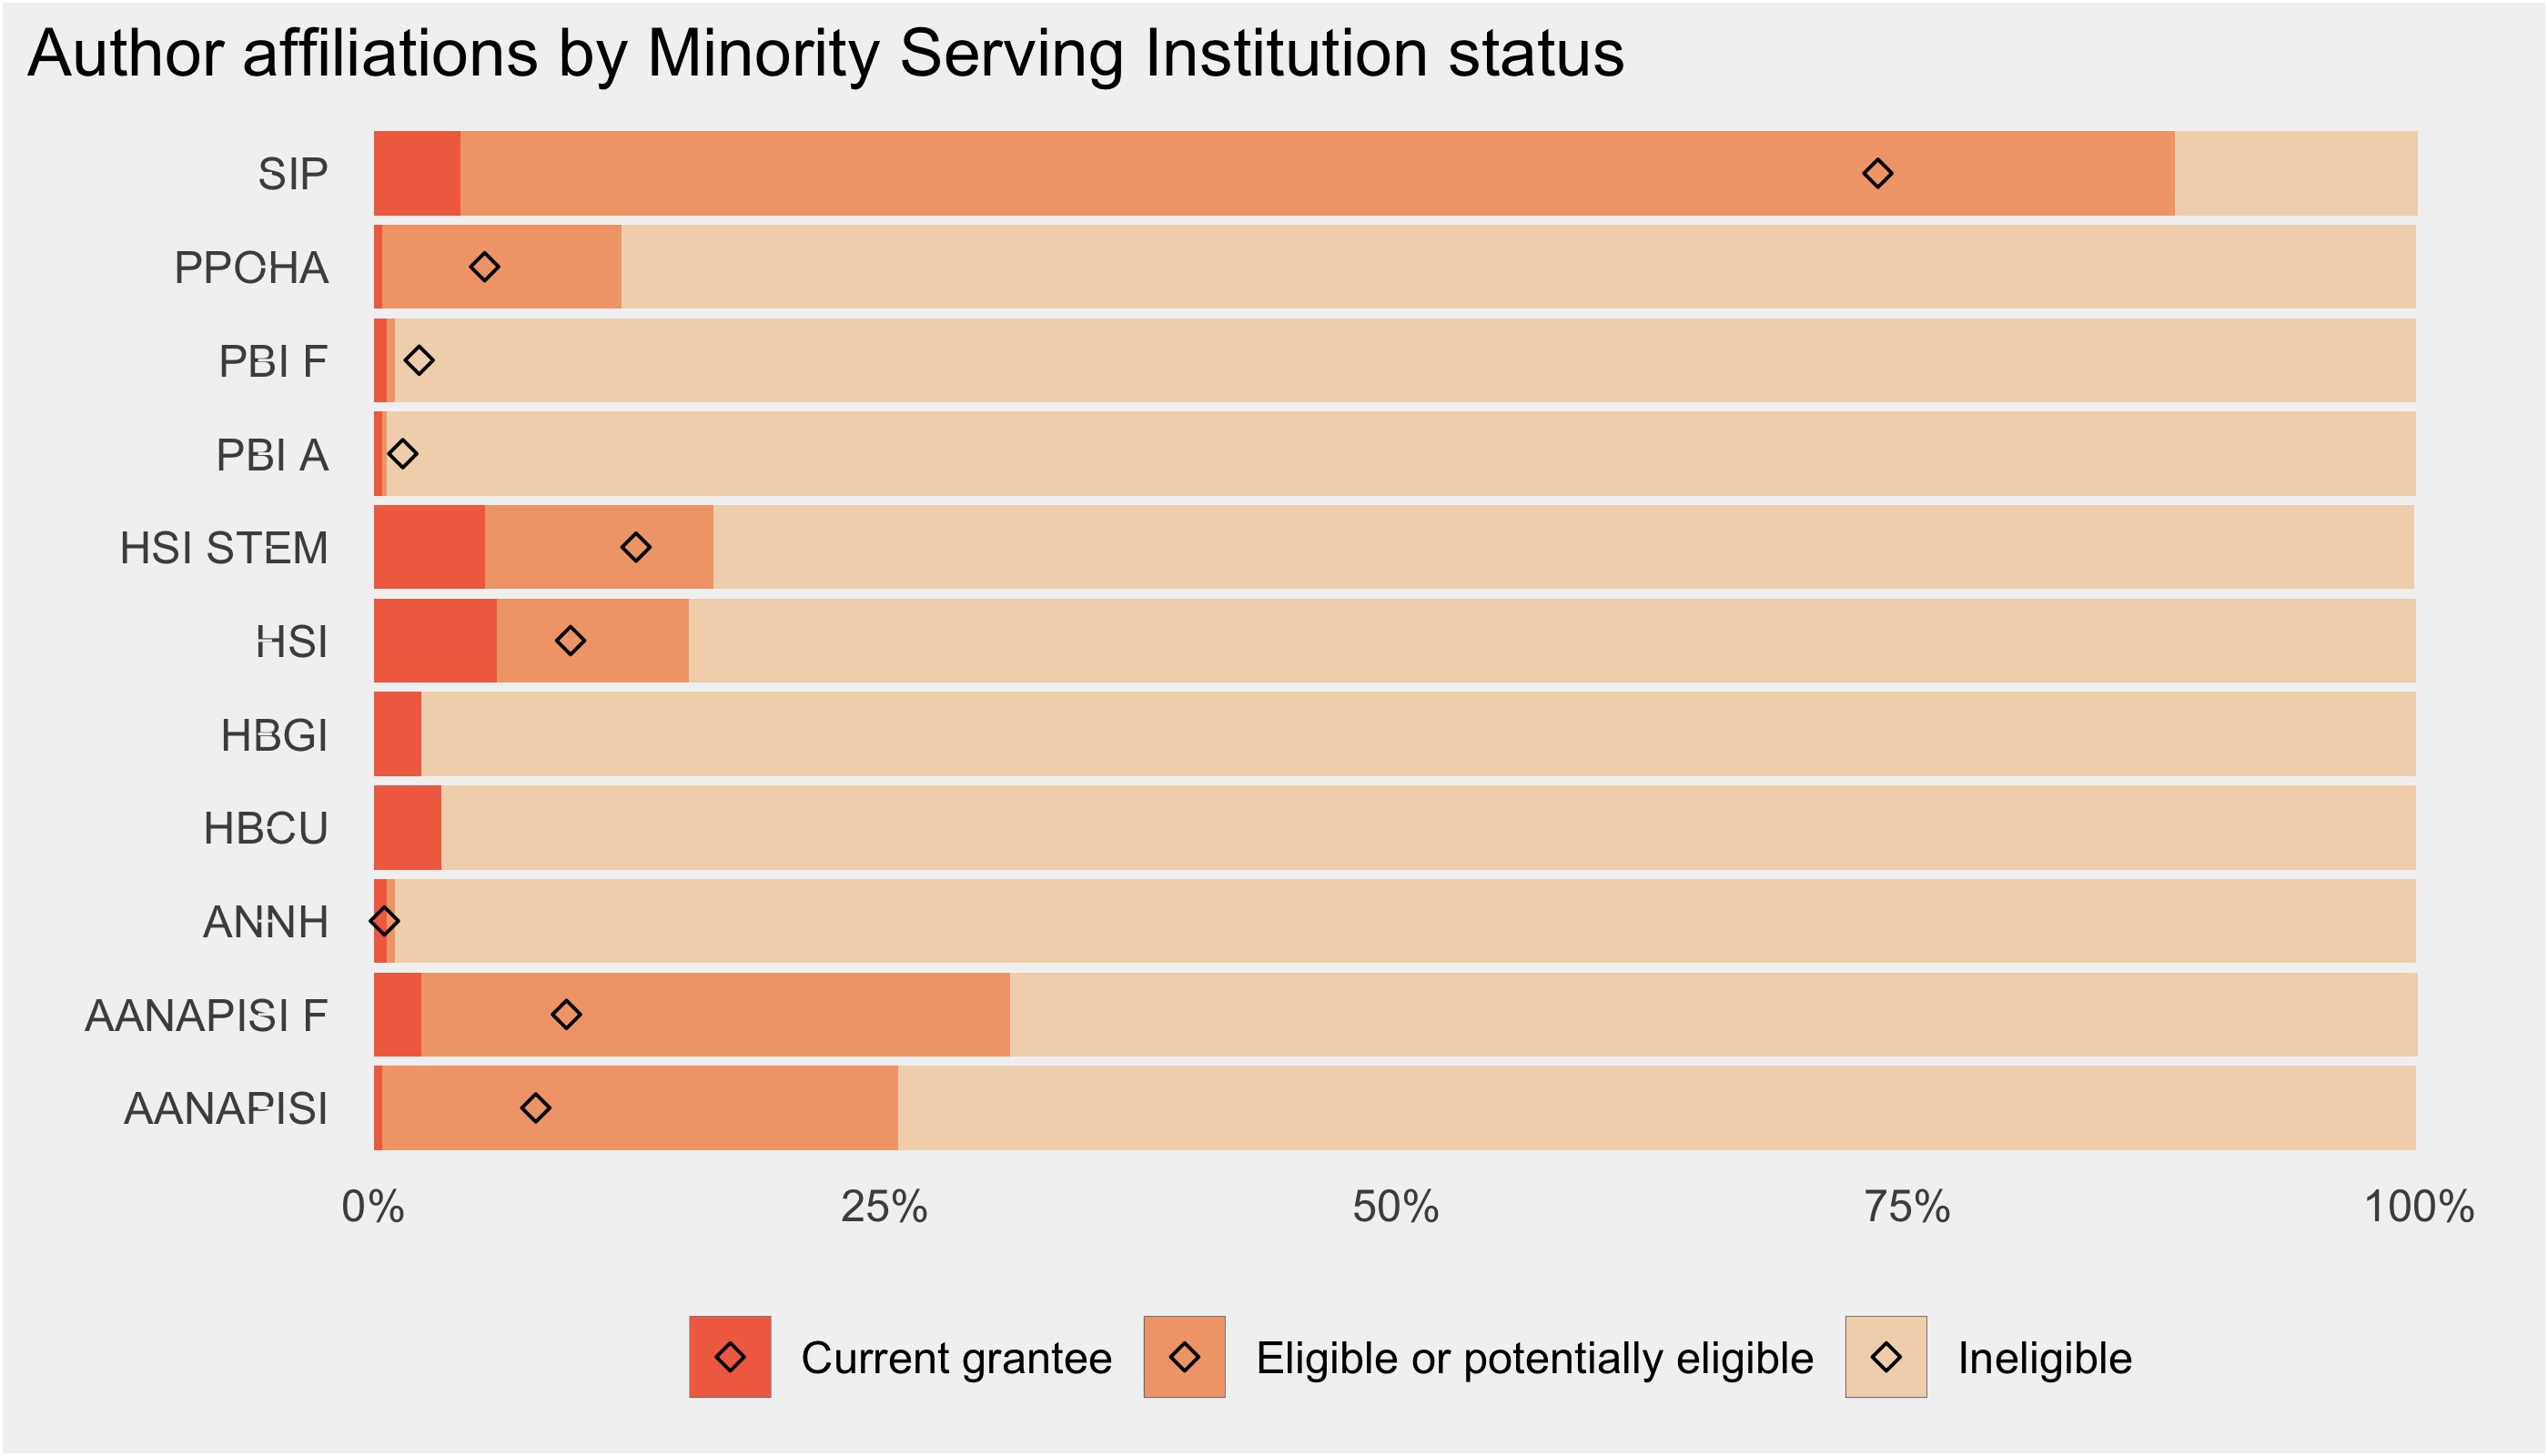 Author affiliations by Minority Serving Institution status
SIP
PPOHA
PBI F
PBI A
HSI STEM
HSI
HBGI
HBCU
ANNH
AANAPISI F
AANAPISI
0% 25% 50% 75% 100%
Current grantee Eligible or potentially eligible Ineligible